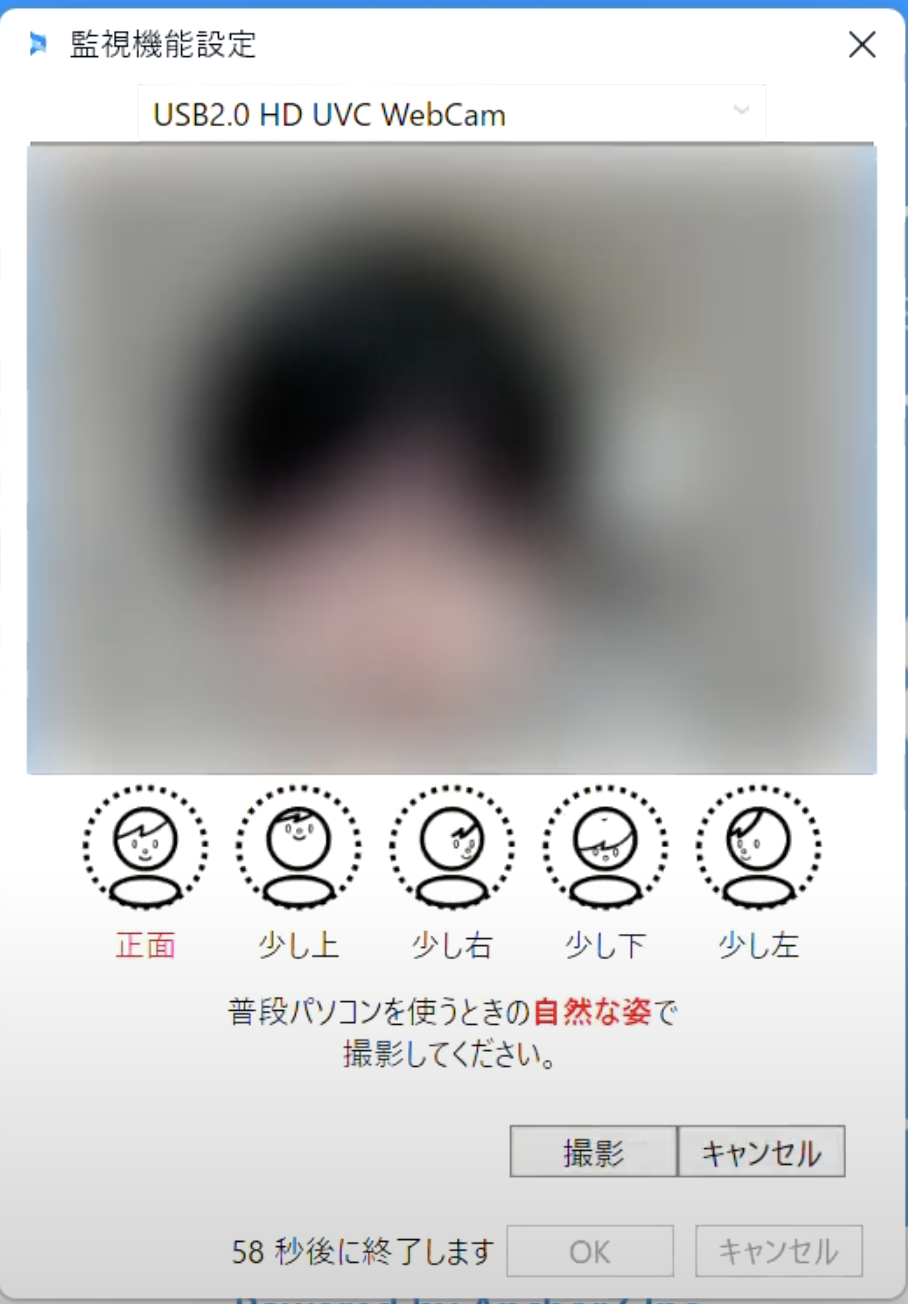 監視機能設定
USB2.0 HD UVC WebCam
正面 少し上 少し右 少し下 少し左
普段パソコンを使うときの自然な姿で
撮影してください。
撮影 キャンセル
58 秒後に終了します OK キャンセル